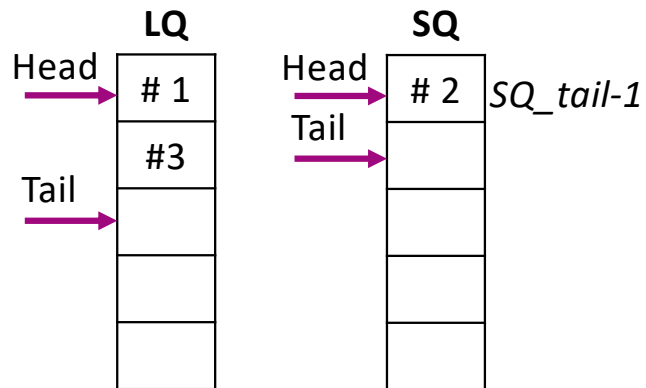 LQ
Head
# 1
#3
Tail
SQ
Head
# 2
SQ_tail-1
Tail